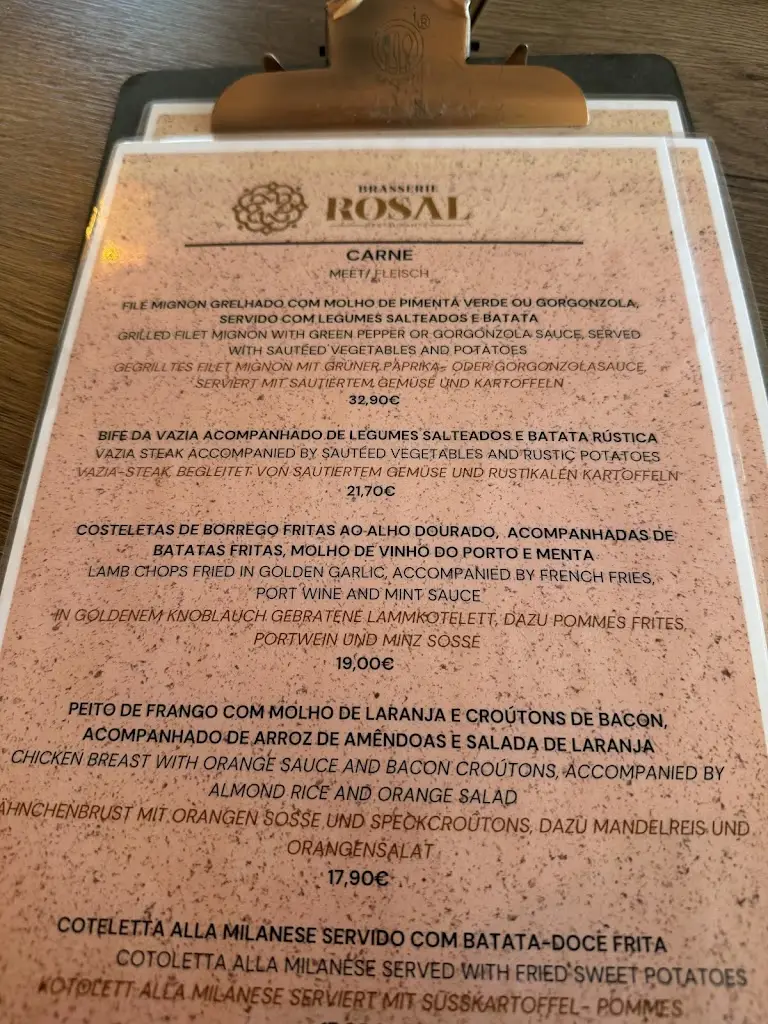 BRASSERIE
ROSAL
CARNE
MEET/ FLEISCH
FILÉ MIGNON GRELHADO COM MOLHO DE PIMENTA VERDE OU GORGONZOLA,
SERVIDO COM LEGUMES SALTEADOS E BATATA
GRILLED FILET MIGNON WITH GREEN PEPPER OR GORGONZOLA SAUCE, SERVED
WITH SAUTÉED VEGETABLES AND POTATOES
GEGRILLTES FILET MIGNON MIT GRÜNER PAPRIKA- ODER GORGONZOLASAUCE,
SERVIERT MIT SAUTIERTEM GEMÜSE UND KARTOFFELN
32,90€
BIFE DA VAZIA ACOMPANHADO DE LEGUMES SALTEADOS E BATATA RÚSTICA
VAZIA STEAK ACCOMPANIED BY SAUTÉED VEGETABLES AND RUSTIC POTATOES
VAZIA-STEAK, BEGLEITET VON SAUTIERTEM GEMÜSE UND RUSTIKALEN KARTOFFELN
21,70€
COSTELETAS DE BORREGO FRITAS AO ALHO DOURADO, ACOMPANHADAS DE
BATATAS FRITAS, MOLHO DE VINHO DO PORTO E MENTA
LAMB CHOPS FRIED IN GOLDEN GARLIC, ACCOMPANIED BY FRENCH FRIES,
PORT WINE AND MINT SAUCE
IN GOLDENEM KNOBLAUCH GEBRATENE LAMMKOTELETT, DAZU POMMES FRITES,
PORTWEIN UND MINZ SOSSE
19,00€
PEITO DE FRANGO COM MOLHO DE LARANJA E CROÚTONS DE BACON,
ACOMPANHADO DE ARROZ DE AMÊNDOAS E SALADA DE LARANJA
CHICKEN BREAST WITH ORANGE SAUCE AND BACON CROÚTONS, ACCOMPANIED BY
ALMOND RICE AND ORANGE SALAD
ÄHNCHENBRUST MIT ORANGEN SOSSE UND SPECKCROÚTONS, DAZU MANDELREIS UND
ORANGENSALAT
17,90€
COTELETTA ALLA MILANESE SERVIDO COM BATATA-DOCE FRITA
COTOLETTA ALLA MILANÉSE SERVED WITH FRIED SWEET POTATOES
KOTOLETT ALLA MILANESE SERVIERT MIT SÜSSKARTOFFEL- POMMES